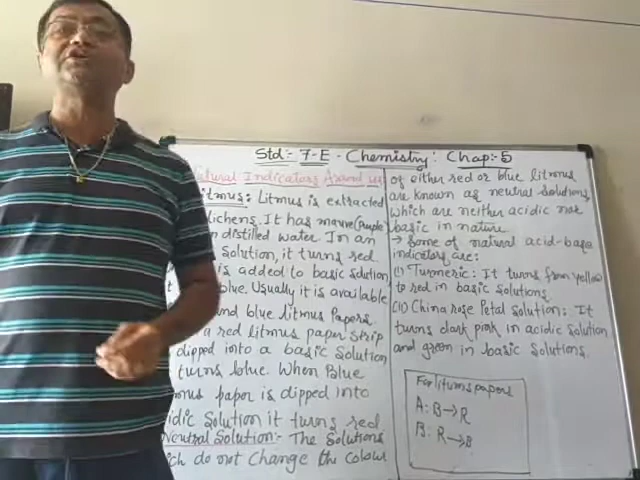 Std:- 7-E - Chemistry: Chap:-5
tural Indicators Around us
itmus: Litmus is extracted
lichens. It has mauve (purple)
n distilled water. In an
Solution, it turns red
is added to basic solution
t blue. Usually it is available
and blue litmus Papers.
a red litmus paper strip
dipped into a basic Solution
turns blue. When Blue
mus paper is dipped into
idic Solution it turns red
Neutral Solution:- The Solutions
ich do not change the colour
of either red or blue litmus
are known as neutral solutions
which are neither acidic nor
basic in nature
→ Some of natural acid-base
indicators are:
(i) Turmeric: It turns from yellow
to red in basic solutions
(ii) China rose Petal Solution: It
turns dark pink in acidic solution
and green in basic solutions.
For litums papers
A: B→R
B: R→B